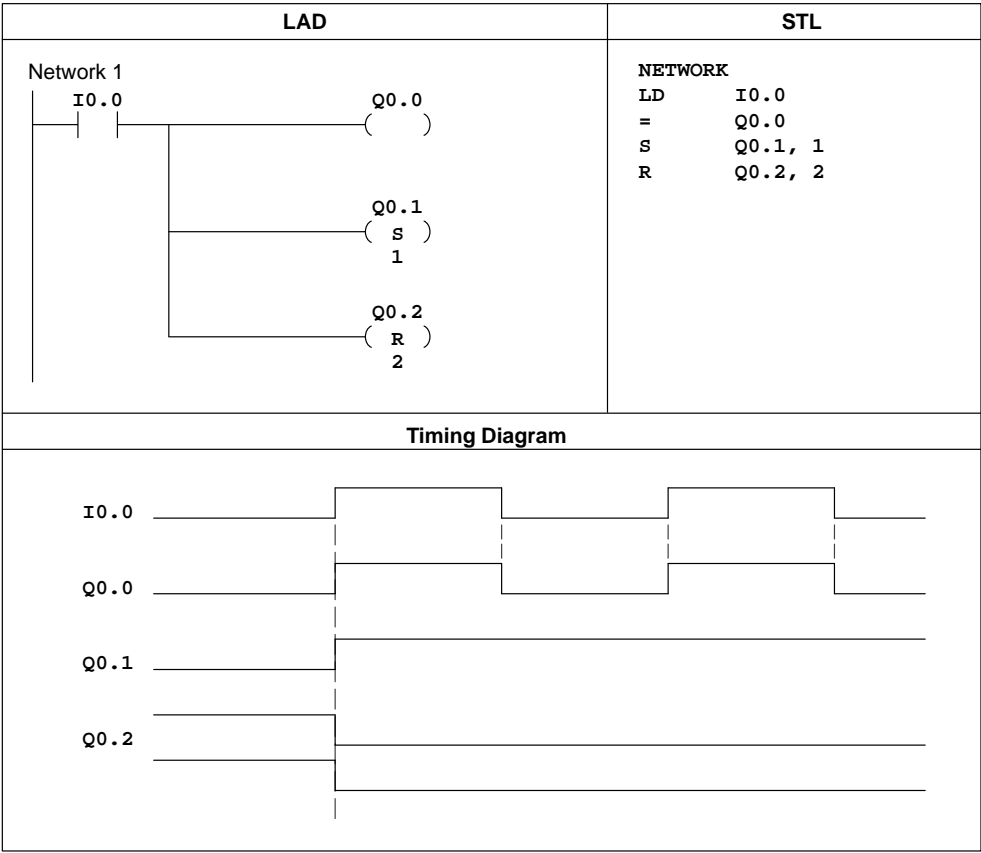 LAD
STL
Network 1
I0.0
Q0.0
Q0.1
S
1
Q0.2
R
2
NETWORK
LD I0.0
= Q0.0
S Q0.1, 1
R Q0.2, 2
Timing Diagram
I0.0
Q0.0
Q0.1
Q0.2